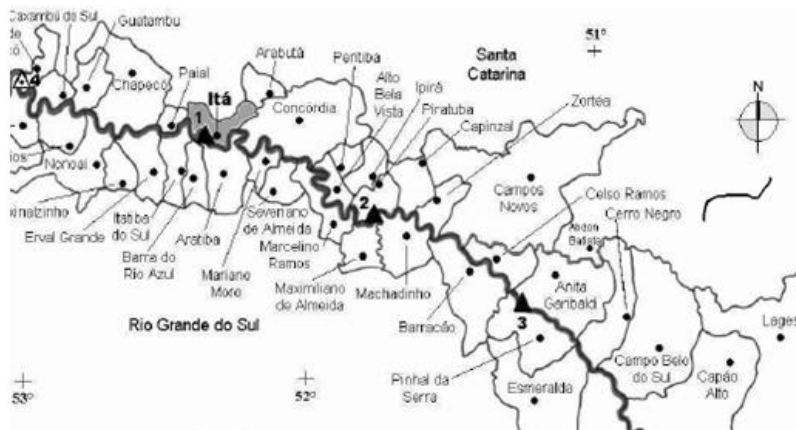 Caxambú do Sul
Guatambu
Chapecó
Paial
Itá
Arabutã
Concórdia
Peritiba
Alto
Bela
Vista
Ipirá
Piratuba
Capinzal
Santa
Catarina
51°
Zortéa
N
4
1
2
3
Campos
Novos
Celso Ramos
Cerro Negro
Abdon
Batista
Nonoai
Erval Grande
Itatiba
do Sul
Barra do
Rio Azul
Aratiba
Mariano
Moro
Severiano
de Almeida
Marcelino
Ramos
Maximiliano
de Almeida
Machadinho
Barracão
Anita
Garibaldi
Pinhal da
Serra
Esmeralda
Campo Belo
do Sul
Capão
Alto
Lages
Rio Grande do Sul
53°
52°